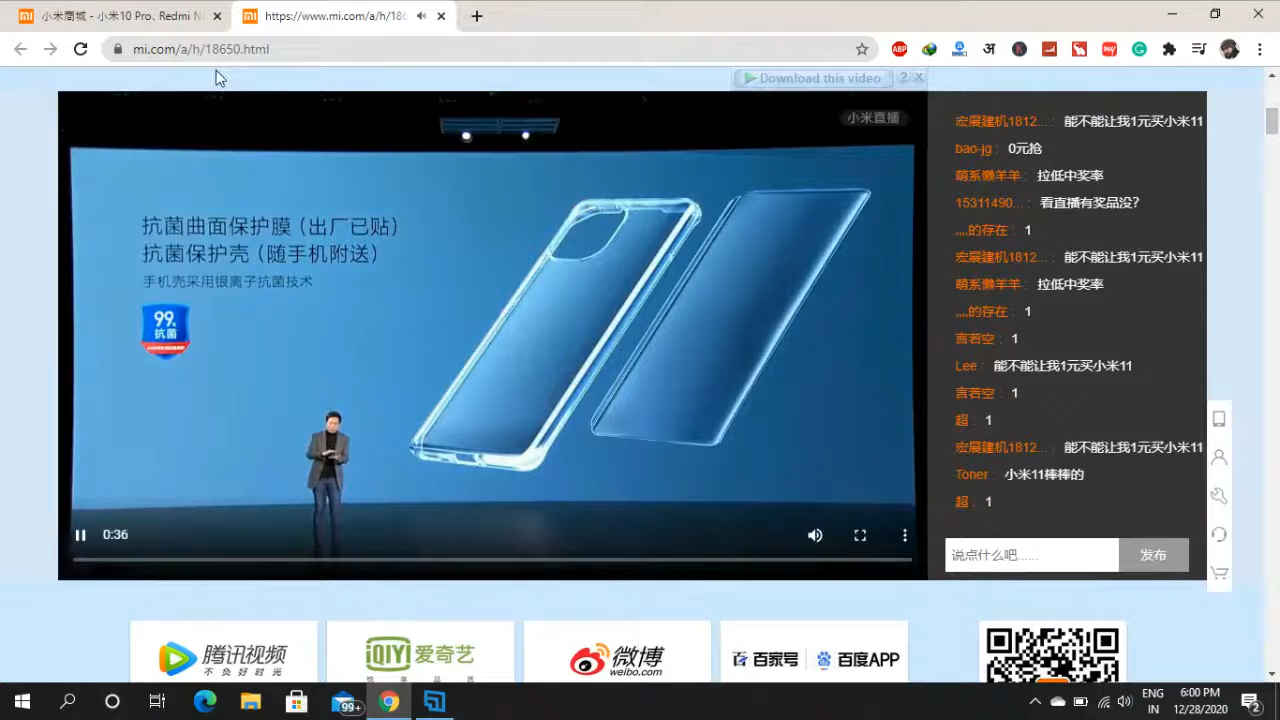 小米商城 - 小米10 Pro、Redmi N
https://www.mi.com/a/h/186
mi.com/a/h/18650.html
ABP
अ
my
Download this video
?
小米直播
抗菌曲面保护膜 (出厂已贴)
抗菌保护壳 (随手机附送)
手机壳采用银离子抗菌技术
99%
抗菌
0:36
宏展建机1812... : 能不能让我1元买小米11
bao-jg : 0元抢
萌系懒羊羊 : 拉低中奖率
15311490... : 看直播有奖品没?
灬的存在 : 1
宏展建机1812... : 能不能让我1元买小米11
萌系懒羊羊 : 拉低中奖率
灬的存在 : 1
言若空 : 1
Lee : 能不能让我1元买小米11
言若空 : 1
超 : 1
宏展建机1812... : 能不能让我1元买小米11
Toner : 小米11棒棒的
超 : 1
说点什么吧......
发布
腾讯视频
不负好时光
iQIY 爱奇艺
悦享品质
微博
weibo.com
百家号
百度APP
99+
ENG
IN
6:00 PM
12/28/2020
2